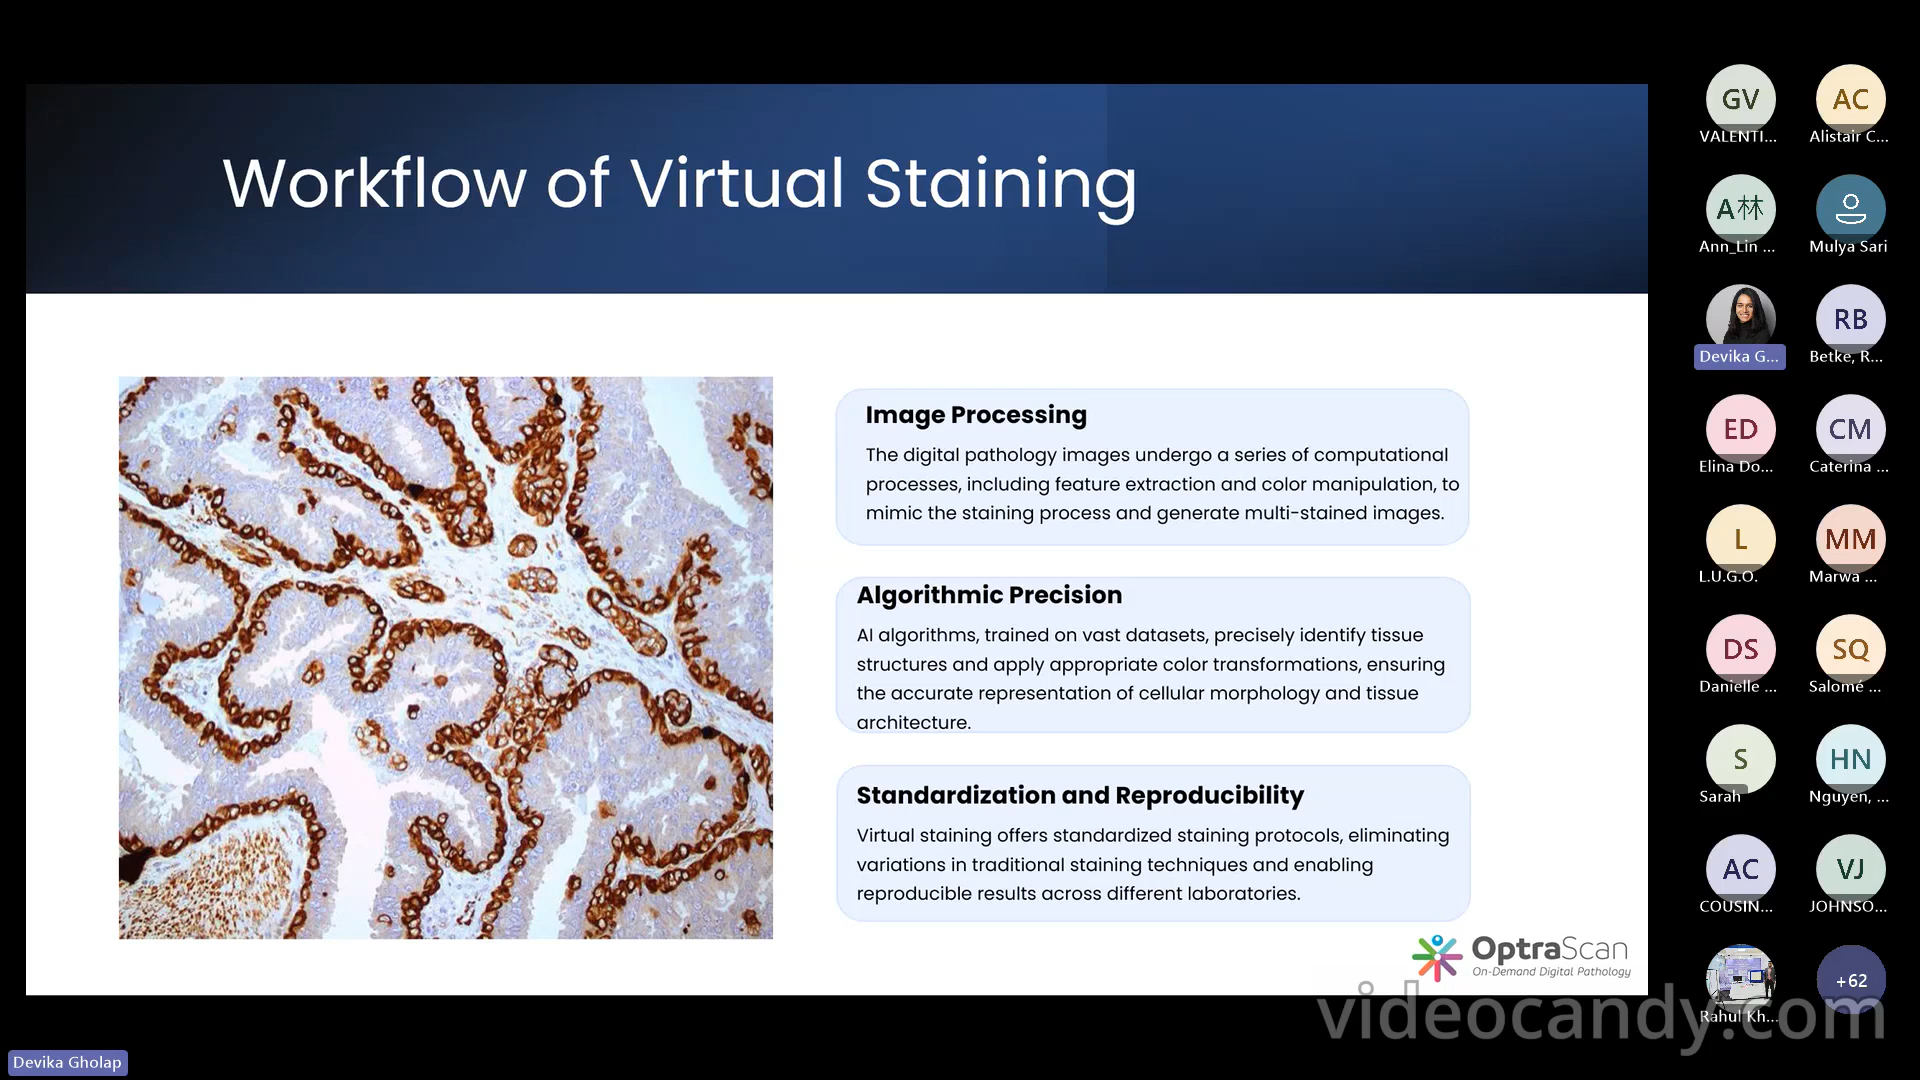 Workflow of Virtual Staining
Image Processing
The digital pathology images undergo a series of computational
processes, including feature extraction and color manipulation, to
mimic the staining process and generate multi-stained images.
Algorithmic Precision
AI algorithms, trained on vast datasets, precisely identify tissue
structures and apply appropriate color transformations, ensuring
the accurate representation of cellular morphology and tissue
architecture.
Standardization and Reproducibility
Virtual staining offers standardized staining protocols, eliminating
variations in traditional staining techniques and enabling
reproducible results across different laboratories.
OptraScan
On-Demand Digital Pathology
GV
VALENTI...
AC
Alistair C...
A林
Ann_Lin ...
Mulya Sari
Devika G...
RB
Betke, R...
ED
Elina Do...
CM
Caterina ...
L
L.U.G.O.
MM
Marwa ...
DS
Danielle ...
SQ
Salomé ...
S
Sarah
HN
Nguyen, ...
AC
COUSIN...
VJ
JOHNSO...
Rahul Kh...
+62
videocandy.com
Devika Gholap